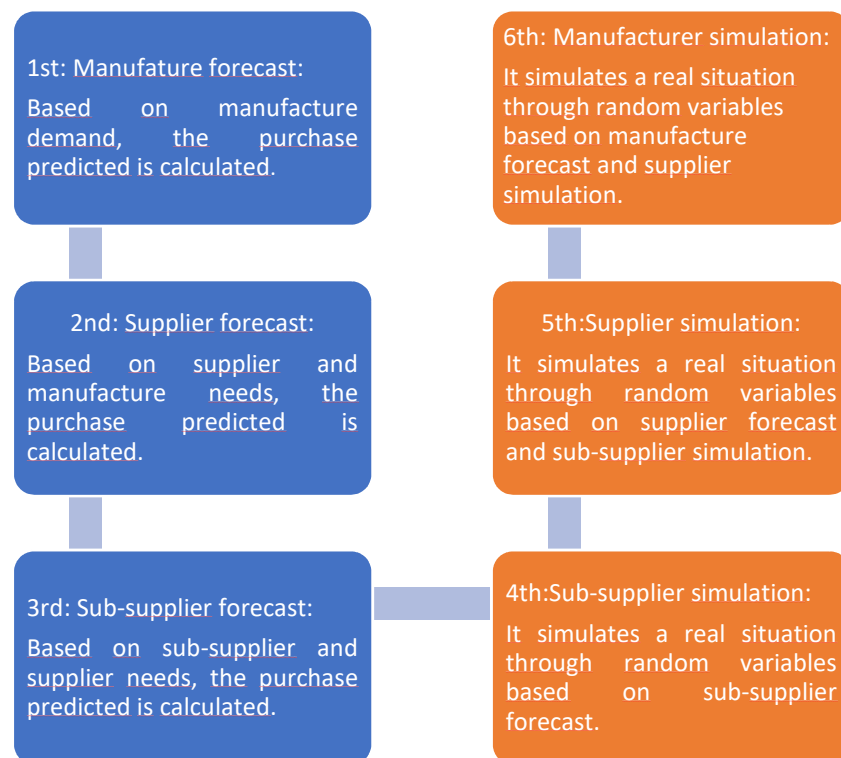 1st: Manufature forecast:
Based on manufacture
demand, the purchase
predicted is calculated.
2nd: Supplier forecast:
Based on supplier and
manufacture needs, the
purchase predicted is
calculated.
3rd: Sub-supplier forecast:
Based on sub-supplier and
supplier needs, the purchase
predicted is calculated.
4th:Sub-supplier simulation:
It simulates a real situation
through random variables
based on sub-supplier
forecast.
5th:Supplier simulation:
It simulates a real situation
through random variables
based on supplier forecast
and sub-supplier simulation.
6th: Manufacturer simulation:
It simulates a real situation
through random variables
based on manufacture
forecast and supplier
simulation.